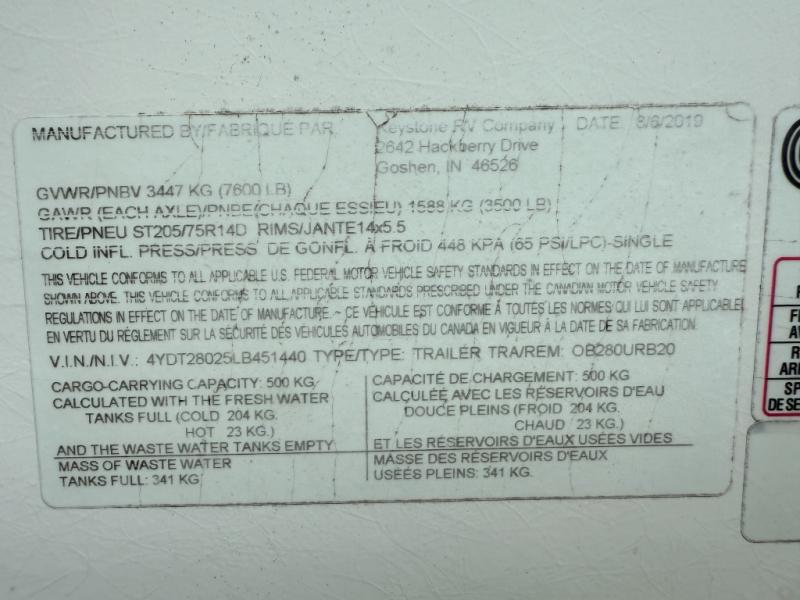 MANUFACTURED BY/FABRIQUE PAR Keystone RV Company DATE 8/6/2019
2642 Hackberry Drive
Goshen, IN 46526
GVWR/PNBV 3447 KG (7600 LB)
GAWR (EACH AXLE)/PNBE(CHAQUE ESSIEU) 1588 KG (3500 LB)
TIRE/PNEU ST205/75R14D RIMS/JANTE14x5.5
COLD INFL. PRESS/PRESS DE GONFL. À FROID 448 KPA (65 PSI/LPC)-SINGLE
THIS VEHICLE CONFORMS TO ALL APPLICABLE U.S. FEDERAL MOTOR VEHICLE SAFETY STANDARDS IN EFFECT ON THE DATE OF MANUFACTURE
SHOWN ABOVE. THIS VEHICLE CONFORMS TO ALL APPLICABLE STANDARDS PRESCRIBED UNDER THE CANADIAN MOTOR VEHICLE SAFETY
REGULATIONS IN EFFECT ON THE DATE OF MANUFACTURE. ~ CE VÉHICULE EST CONFORME À TOUTES LES NORMES QUI LUI SONT APPLICABLE
EN VERTU DU RÉGLEMENT SUR LA SÉCURITÉ DES VÉHICULES AUTOMOBILES DU CANADA EN VIGUEUR À LA DATE DE SA FABRICATION.
V.I.N./N.I.V.: 4YDT28025LB451440 TYPE/TYPE: TRAILER TRA/REM: OB280URB20
CARGO-CARRYING CAPACITY: 500 KG
CALCULATED WITH THE FRESH WATER
TANKS FULL (COLD 204 KG.
HOT 23 KG.)
AND THE WASTE WATER TANKS EMPTY
MASS OF WASTE WATER
TANKS FULL: 341 KG
CAPACITÉ DE CHARGEMENT: 500 KG
CALCULÉE AVEC LES RÉSERVOIRS D'EAU
DOUCE PLEINS (FROID 204 KG.
CHAUD 23 KG.)
ET LES RÉSERVOIRS D'EAUX USÉES VIDES
MASSE DES RÉSERVOIRS D'EAUX
USÉES PLEINS: 341 KG.